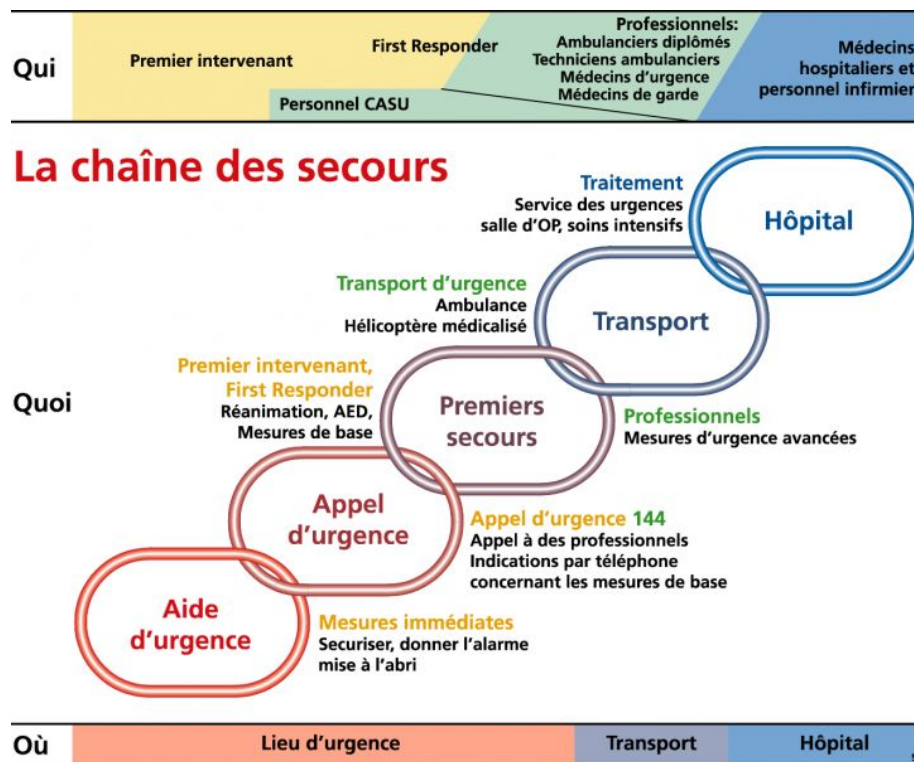 Qui
Premier intervenant
First Responder
Personnel CASU
Professionnels:
Ambulanciers diplômés
Techniciens ambulanciers
Médecins d'urgence
Médecins de garde
Médecins
hospitaliers et
personnel infirmier
La chaîne des secours
Quoi
Traitement
Service des urgences
salle d'OP, soins intensifs
Hôpital
Transport d'urgence
Ambulance
Hélicoptère médicalisé
Transport
Premier intervenant,
First Responder
Réanimation, AED,
Mesures de base
Premiers
secours
Professionnels
Mesures d'urgence avancées
Appel
d'urgence
Appel d'urgence 144
Appel à des professionnels
Indications par téléphone
concernant les mesures de base
Aide
d'urgence
Mesures immédiates
Securiser, donner l'alarme
mise à l'abri
Où
Lieu d'urgence
Transport
Hôpital